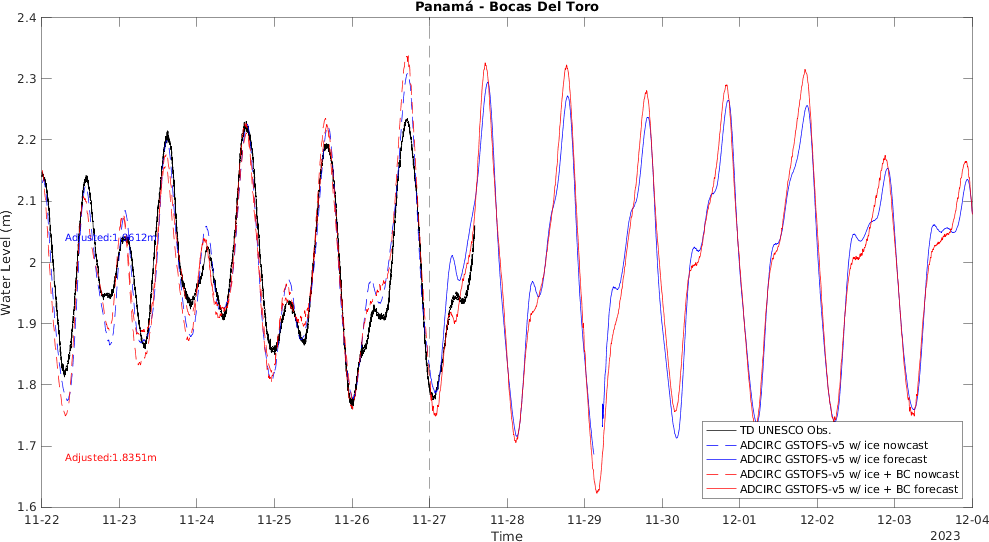 Panamá - Bocas Del Toro
Water Level (m)
2.4
2.3
2.2
2.1
2
1.9
1.8
1.7
1.6
Adjusted:1.8612m
Adjusted:1.8351m
TD UNESCO Obs.
ADCIRC GSTOFS-v5 w/ ice nowcast
ADCIRC GSTOFS-v5 w/ ice forecast
ADCIRC GSTOFS-v5 w/ ice + BC nowcast
ADCIRC GSTOFS-v5 w/ ice + BC forecast
11-22 11-23 11-24 11-25 11-26 11-27 11-28 11-29 11-30 12-01 12-02 12-03 12-04
Time
2023